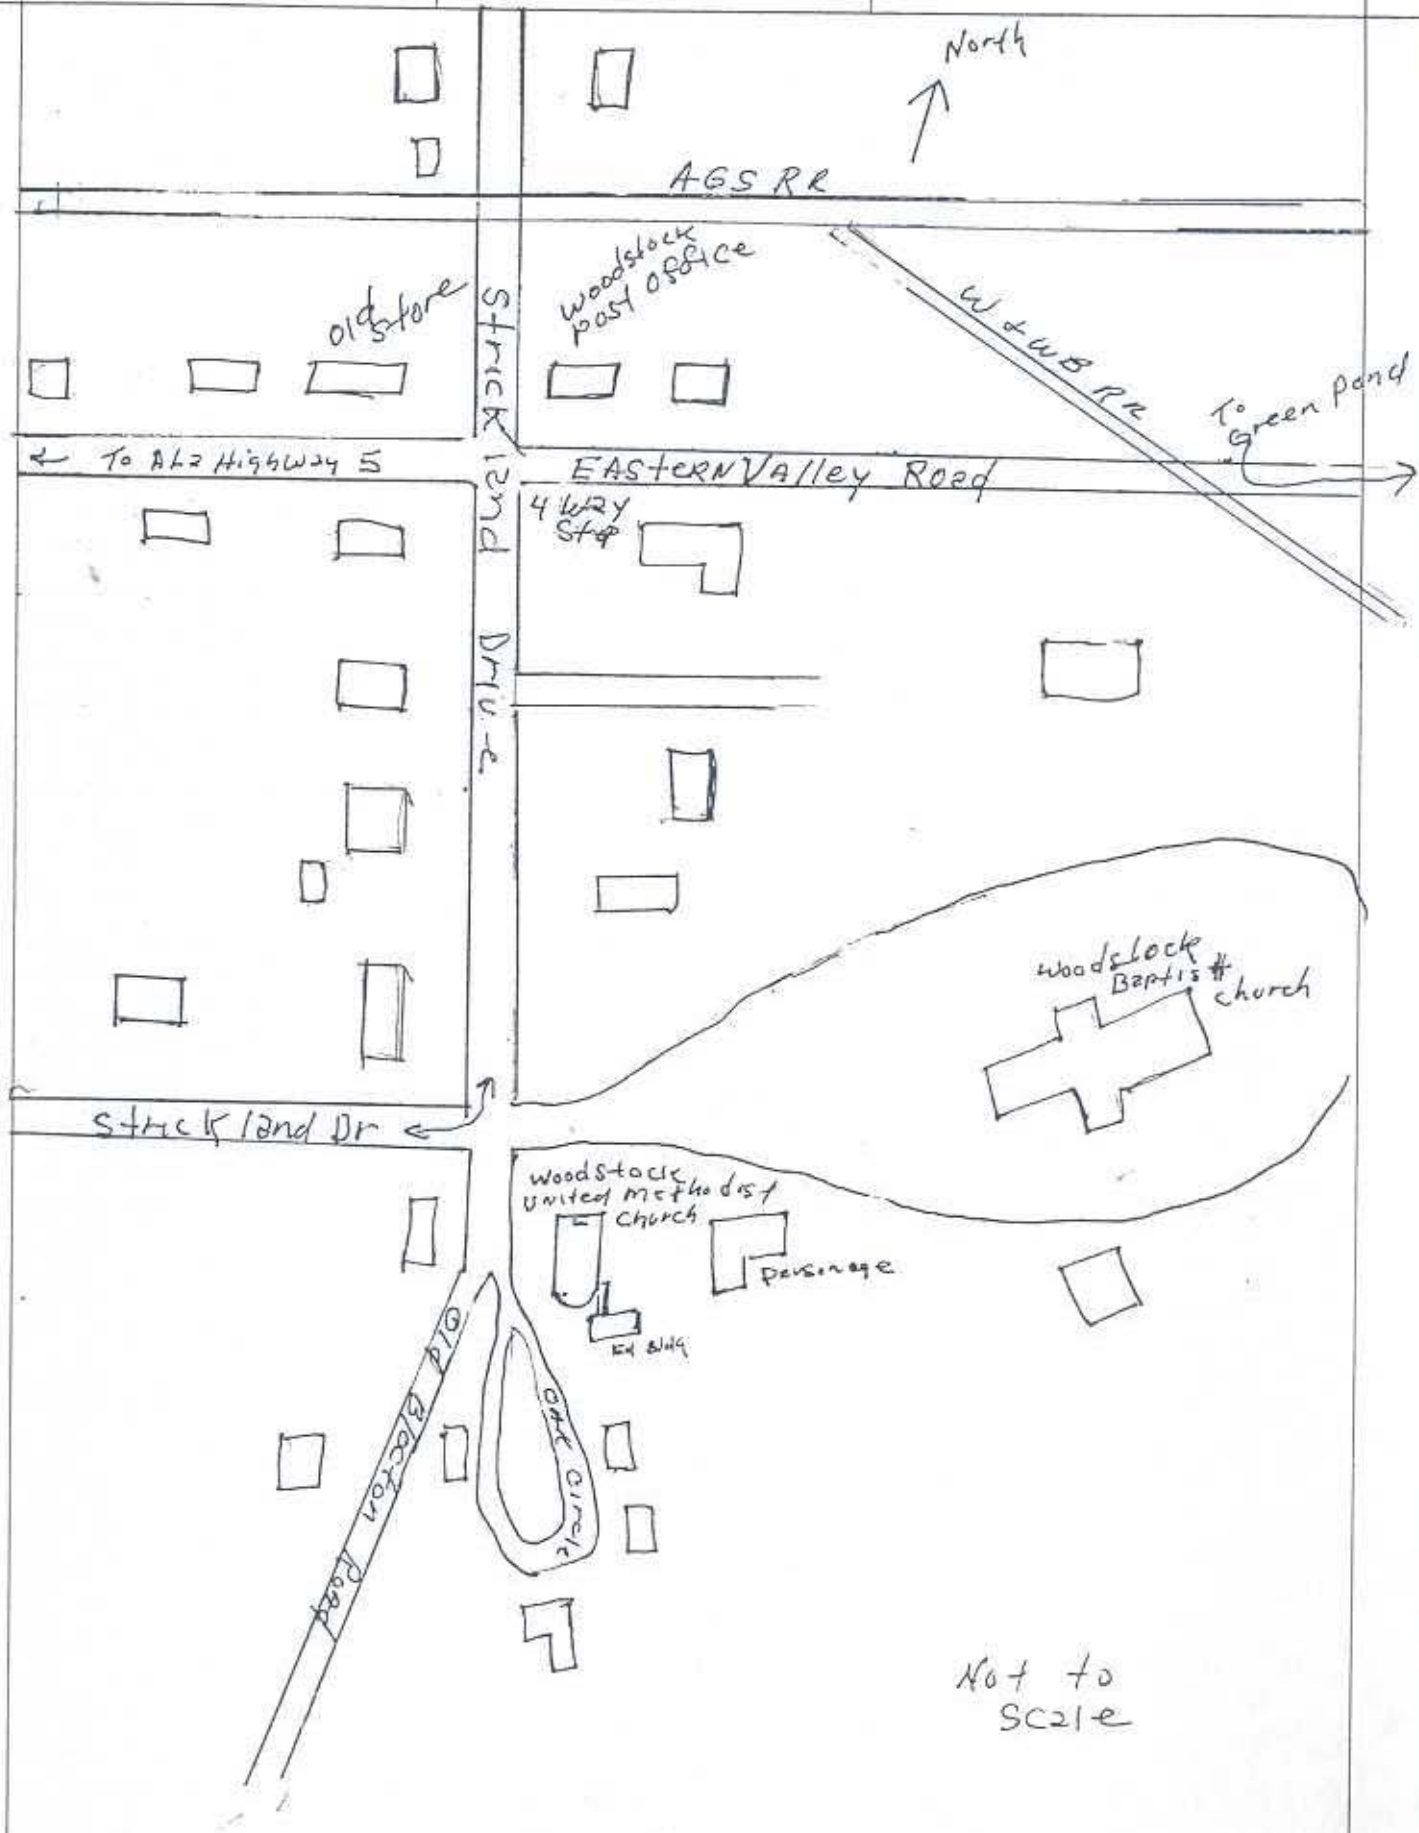 North
AGS RR
Woodstock
post office
old
store
W & WB RR
To
Green Pond
← To Ala Highway 5
EASTERN Valley Road
4 Way
Stop
Strickland Drive
Woodstock
Baptist
church
Strickland Dr
Woodstock
United Methodist
Church
Parsonage
Ed Bldg
Old Blocton Road
Oak Circle
Not to
Scale